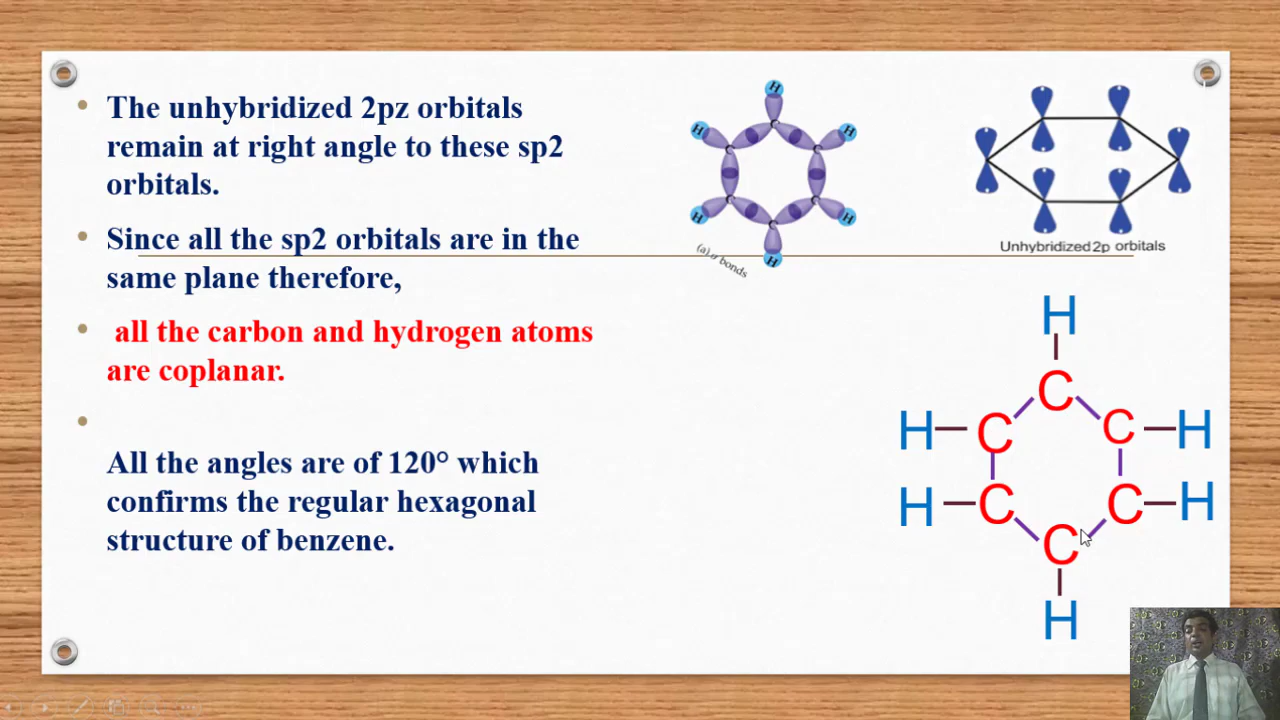 The unhybridized 2pz orbitals
remain at right angle to these sp2
orbitals.
Since all the sp2 orbitals are in the
same plane therefore,
all the carbon and hydrogen atoms
are coplanar.
All the angles are of 120° which
confirms the regular hexagonal
structure of benzene.
H
H
H
H
H
H
(a) σ bonds
Unhybridized 2p orbitals
H
C
H C C H
H C C H
C
H